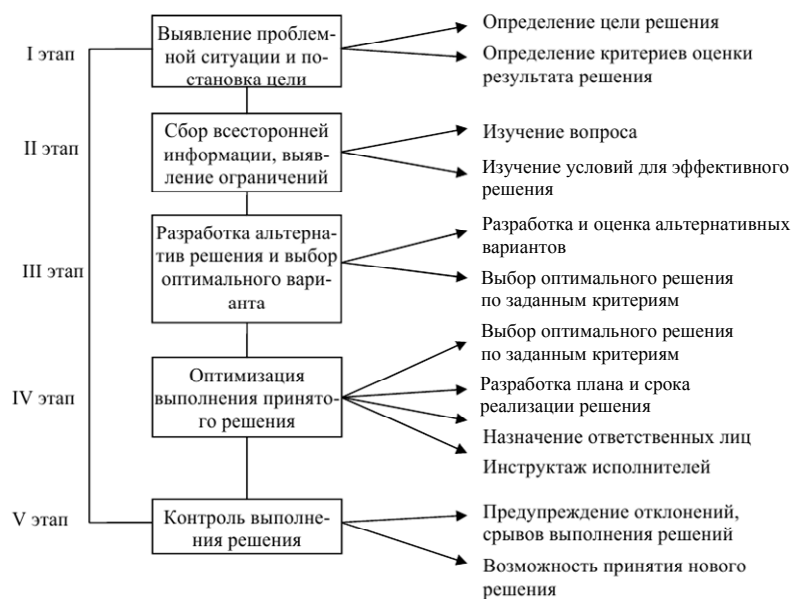 I этап
Выявление проблем-
ной ситуации и по-
становка цели
Определение цели решения
Определение критериев оценки
результата решения
II этап
Сбор всесторонней
информации, выяв-
ление ограничений
Изучение вопроса
Изучение условий для эффективного
решения
III этап
Разработка альтерна-
тив решения и выбор
оптимального вари-
анта
Разработка и оценка альтернативных
вариантов
Выбор оптимального решения
по заданным критериям
IV этап
Оптимизация
выполнения принято-
го решения
Выбор оптимального решения
по заданным критериям
Разработка плана и срока
реализации решения
Назначение ответственных лиц
Инструктаж исполнителей
V этап
Контроль выполне-
ния решения
Предупреждение отклонений,
срывов выполнения решений
Возможность принятия нового
решения